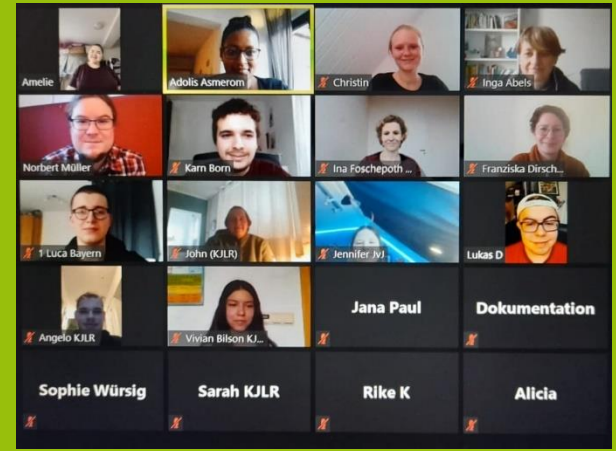 Amelie
Adolis Asmerom
Christin
Inga Abels
Norbert Müller
Karn Born
Ina Foschepoth ...
Franziska Dirsch...
1 Luca Bayern
John (KJLR)
Jennifer JvJ
Lukas D
Angelo KJLR
Vivian Bilson KJ...
Jana Paul
Dokumentation
Sophie Würsig
Sarah KJLR
Rike K
Alicia